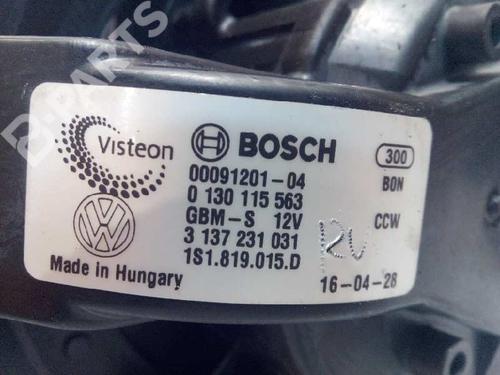 B-PARTS
Visteon
BOSCH
300
00091201-04
BON
0 130 115 563
GBM-S 12V
CCW
3 137 231 031
Made in Hungary
1S1.819.015.D
16-04-28